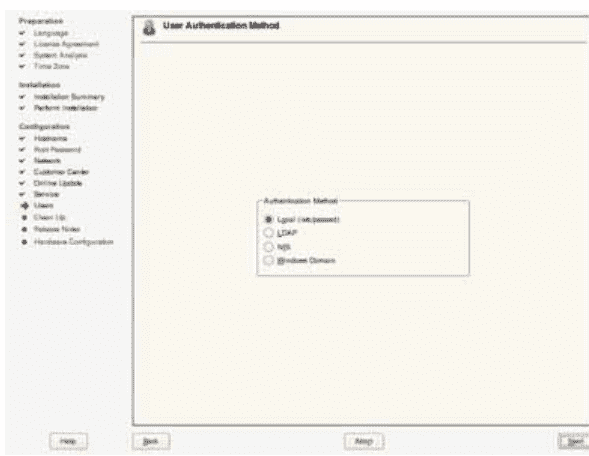 Preparation
Language
License Agreement
System Analysis
Time Zone
Installation
Installation Summary
Perform Installation
Configuration
Hostname
Root Password
Network
Customer Center
Online Update
Service
Users
Clean Up
Release Notes
Hardware Configuration
User Authentication Method
Authentication Method
Local (/etc/passwd)
LDAP
NIS
Windows Domain
Help
Back
Abort
Next